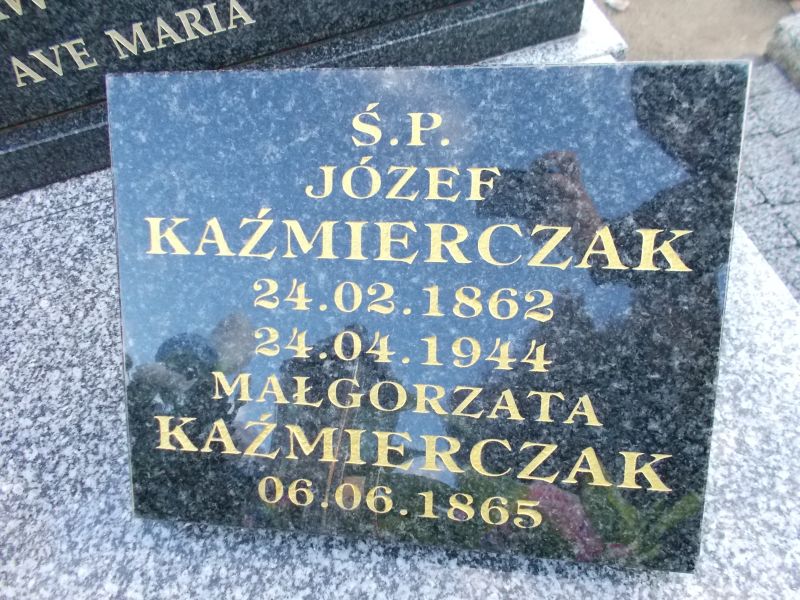 AVE MARIA
Ś.P.
JÓZEF
KAŹMIERCZAK
24.02.1862
24.04.1944
MAŁGORZATA
KAŹMIERCZAK
06.06.1865